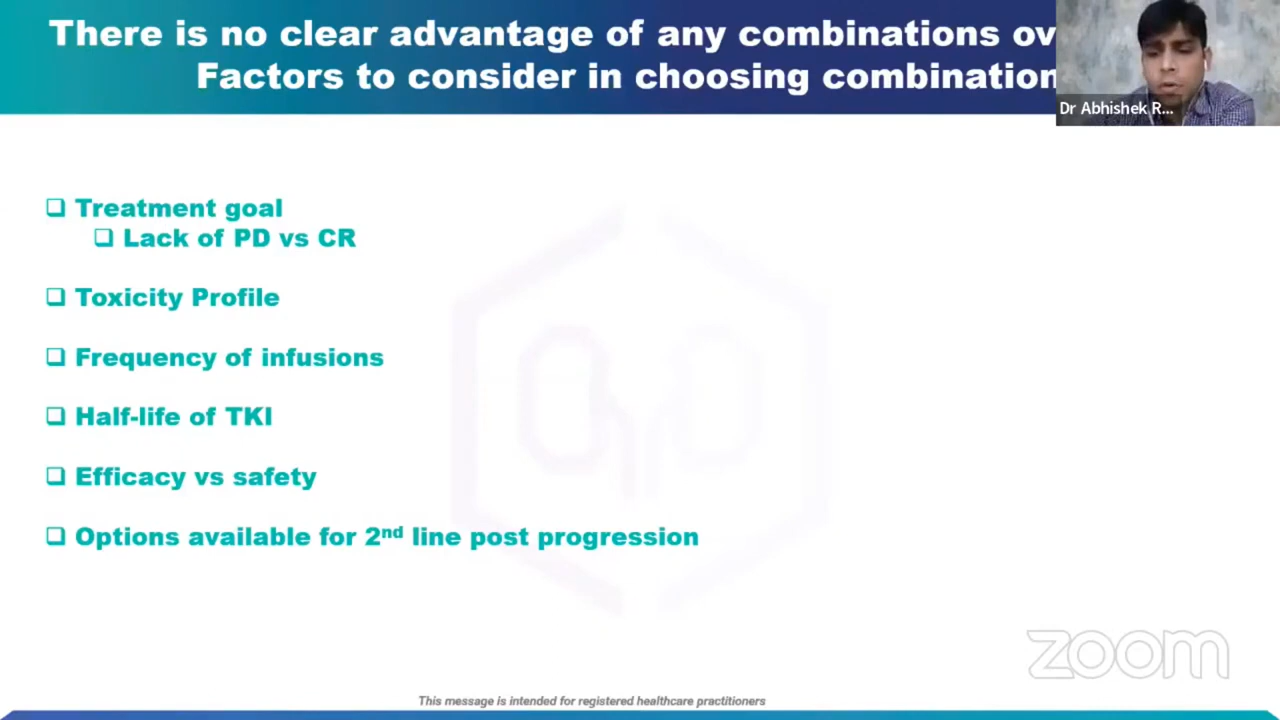 There is no clear advantage of any combinations ov
Factors to consider in choosing combination
Dr Abhishek R...
❑ Treatment goal
❑ Lack of PD vs CR
❑ Toxicity Profile
❑ Frequency of infusions
❑ Half-life of TKI
❑ Efficacy vs safety
❑ Options available for 2nd line post progression
zoom
This message is intended for registered healthcare practitioners